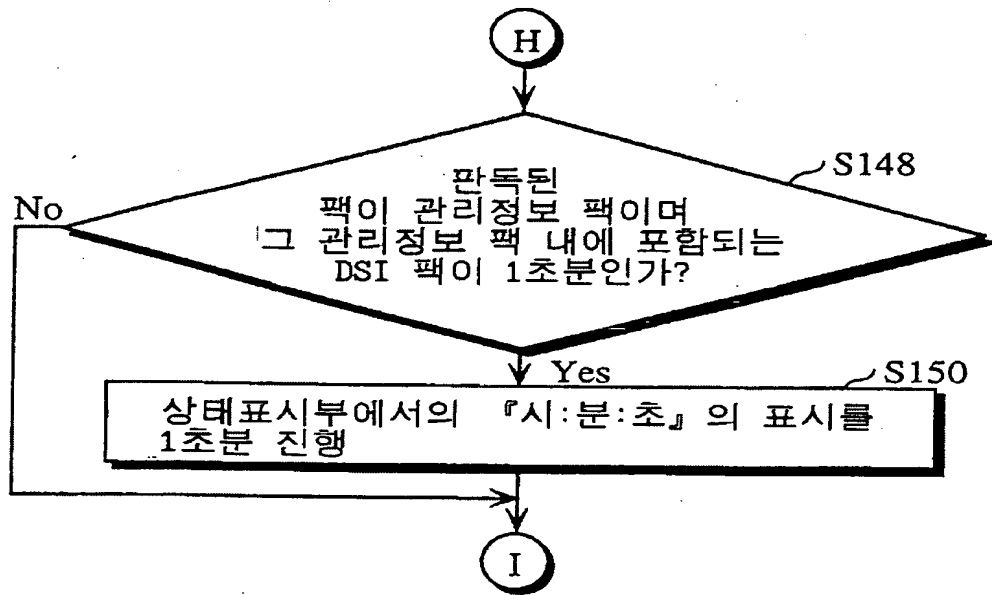 H
S148
판독된
팩이 관리정보 팩이며
그 관리정보 팩 내에 포함되는
DSI 팩이 1초분인가?
No
Yes
S150
상태표시부에서의 『시:분:초』의 표시를
1초분 진행
I